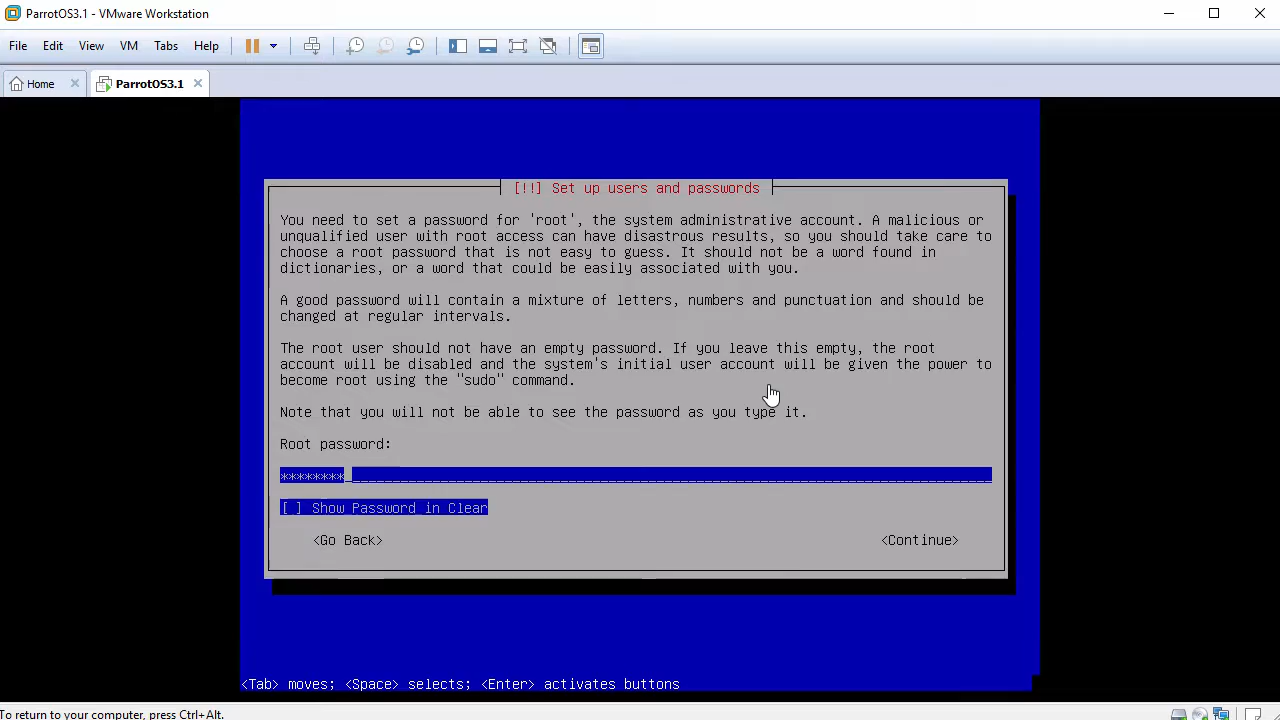 ParrotOS3.1 - VMware Workstation
File Edit View VM Tabs Help
Home ParrotOS3.1
[!!] Set up users and passwords
You need to set a password for 'root', the system administrative account. A malicious or
unqualified user with root access can have disastrous results, so you should take care to
choose a root password that is not easy to guess. It should not be a word found in
dictionaries, or a word that could be easily associated with you.
A good password will contain a mixture of letters, numbers and punctuation and should be
changed at regular intervals.
The root user should not have an empty password. If you leave this empty, the root
account will be disabled and the system's initial user account will be given the power to
become root using the "sudo" command.
Note that you will not be able to see the password as you type it.
Root password:
********
[ ] Show Password in Clear
<Go Back> <Continue>
<Tab> moves; <Space> selects; <Enter> activates buttons
To return to your computer, press Ctrl+Alt.